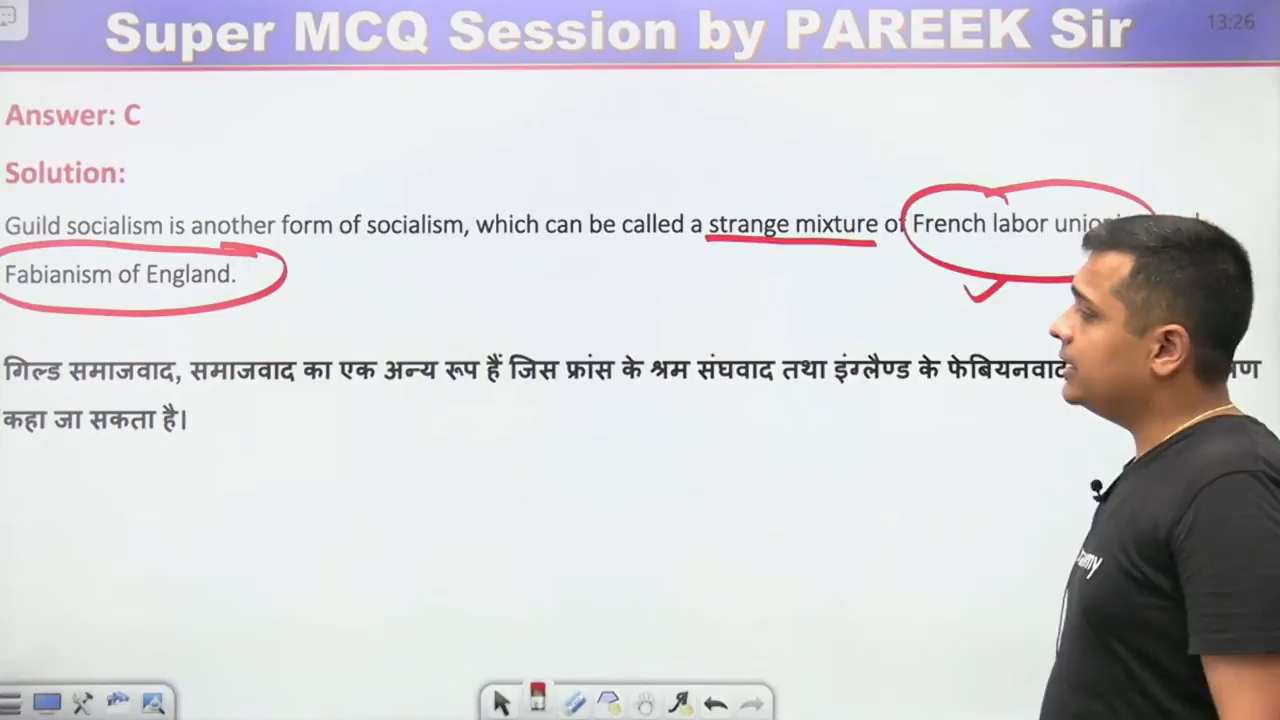 Super MCQ Session by PAREEK Sir
13:26
Answer: C
Solution:
Guild socialism is another form of socialism, which can be called a strange mixture of French labor
Fabianism of England.
गिल्ड समाजवाद, समाजवाद का एक अन्य रूप हैं जिस फ्रांस के श्रम संघवाद तथा इंग्लैण्ड के
कहा जा सकता है।